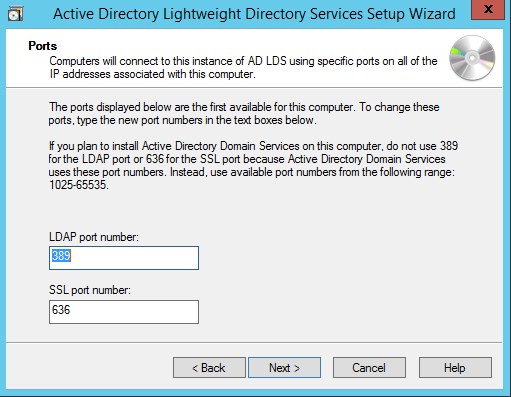 Active Directory Lightweight Directory Services Setup Wizard
x
Ports
Computers will connect to this instance of AD LDS using specific ports on all of the
IP addresses associated with this computer.
The ports displayed below are the first available for this computer. To change these
ports, type the new port numbers in the text boxes below.
If you plan to install Active Directory Domain Services on this computer, do not use 389
for the LDAP port or 636 for the SSL port because Active Directory Domain Services
uses these port numbers. Instead, use available port numbers from the following range:
1025-65535.
LDAP port number:
389
SSL port number:
636
< Back Next > Cancel Help